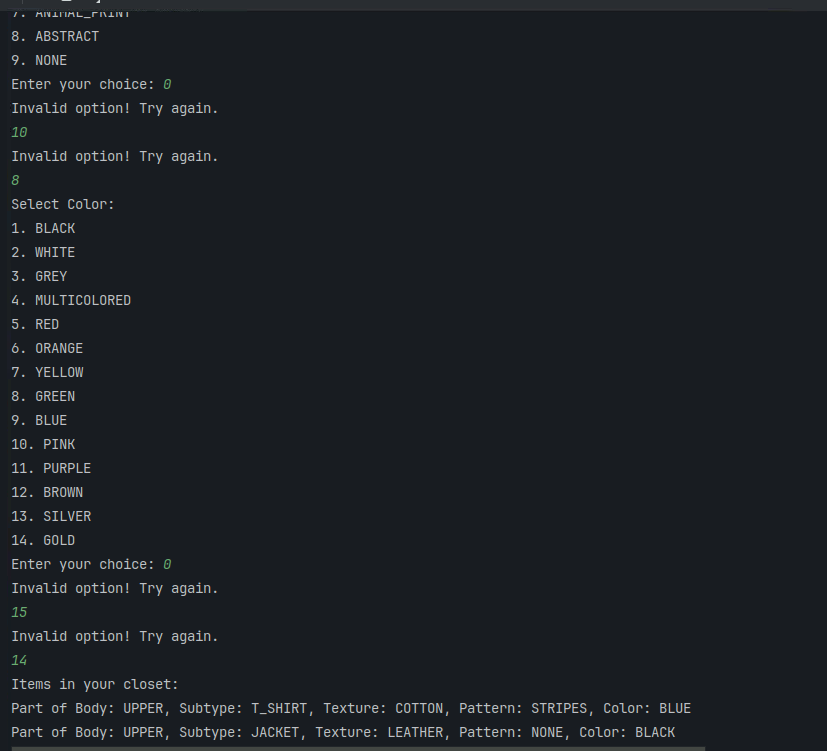 7. ANIMAL_PRINT
8. ABSTRACT
9. NONE
Enter your choice: 0
Invalid option! Try again.
10
Invalid option! Try again.
8
Select Color:
1. BLACK
2. WHITE
3. GREY
4. MULTICOLORED
5. RED
6. ORANGE
7. YELLOW
8. GREEN
9. BLUE
10. PINK
11. PURPLE
12. BROWN
13. SILVER
14. GOLD
Enter your choice: 0
Invalid option! Try again.
15
Invalid option! Try again.
14
Items in your closet:
Part of Body: UPPER, Subtype: T_SHIRT, Texture: COTTON, Pattern: STRIPES, Color: BLUE
Part of Body: UPPER, Subtype: JACKET, Texture: LEATHER, Pattern: NONE, Color: BLACK